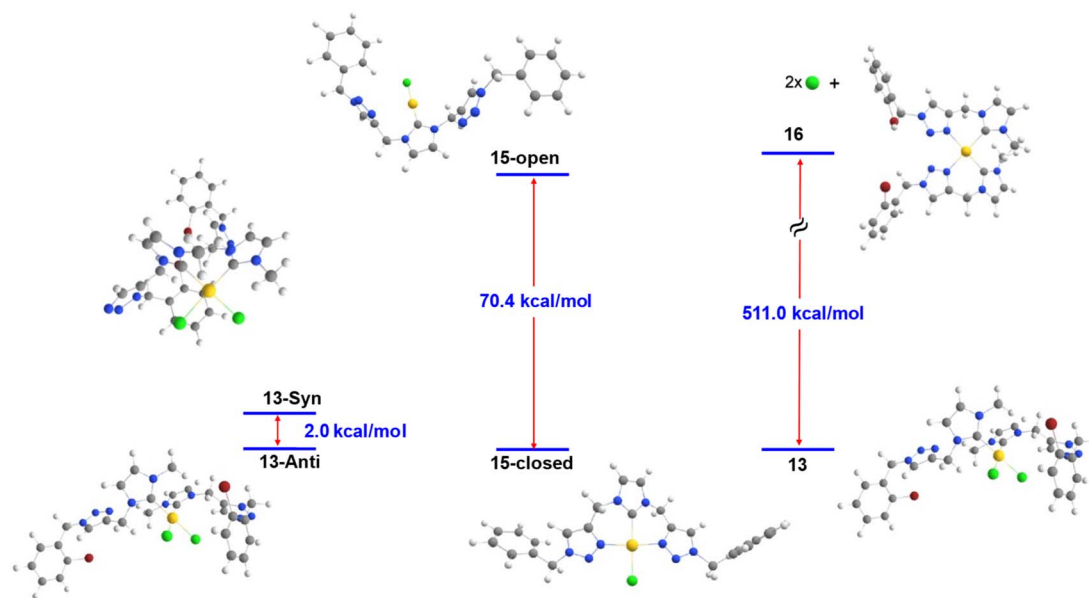 2x +
16
15-open
70.4 kcal/mol
511.0 kcal/mol
13-Syn
2.0 kcal/mol
13-Anti
15-closed
13